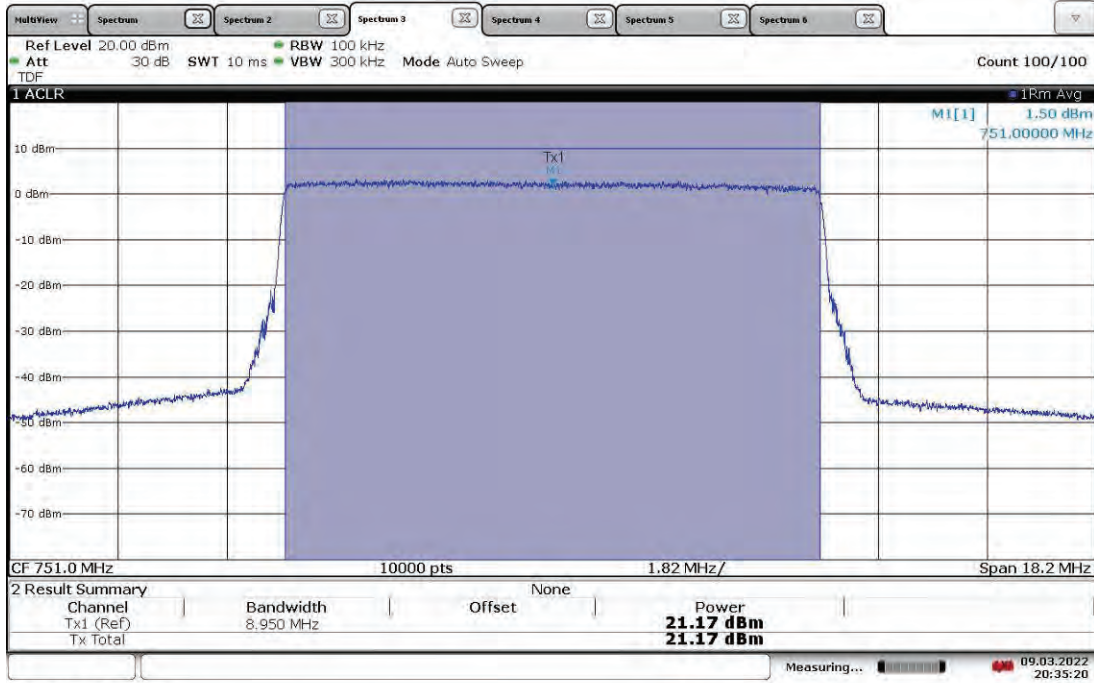 MultiView Spectrum Spectrum 2 Spectrum 3 Spectrum 4 Spectrum 5 Spectrum 6
Ref Level 20.00 dBm RBW 100 kHz
Att 30 dB SWT 10 ms VBW 300 kHz Mode Auto Sweep Count 100/100
TDF
1 ACLR 1Rm Avg
M1[1] 1.50 dBm
751.00000 MHz
10 dBm
Tx1
M1
0 dBm
-10 dBm
-20 dBm
-30 dBm
-40 dBm
-50 dBm
-60 dBm
-70 dBm
CF 751.0 MHz 10000 pts 1.82 MHz/ Span 18.2 MHz
2 Result Summary None
Channel Bandwidth Offset Power
Tx1 (Ref) 8.950 MHz 21.17 dBm
Tx Total 21.17 dBm
Measuring... 09.03.2022
20:35:20